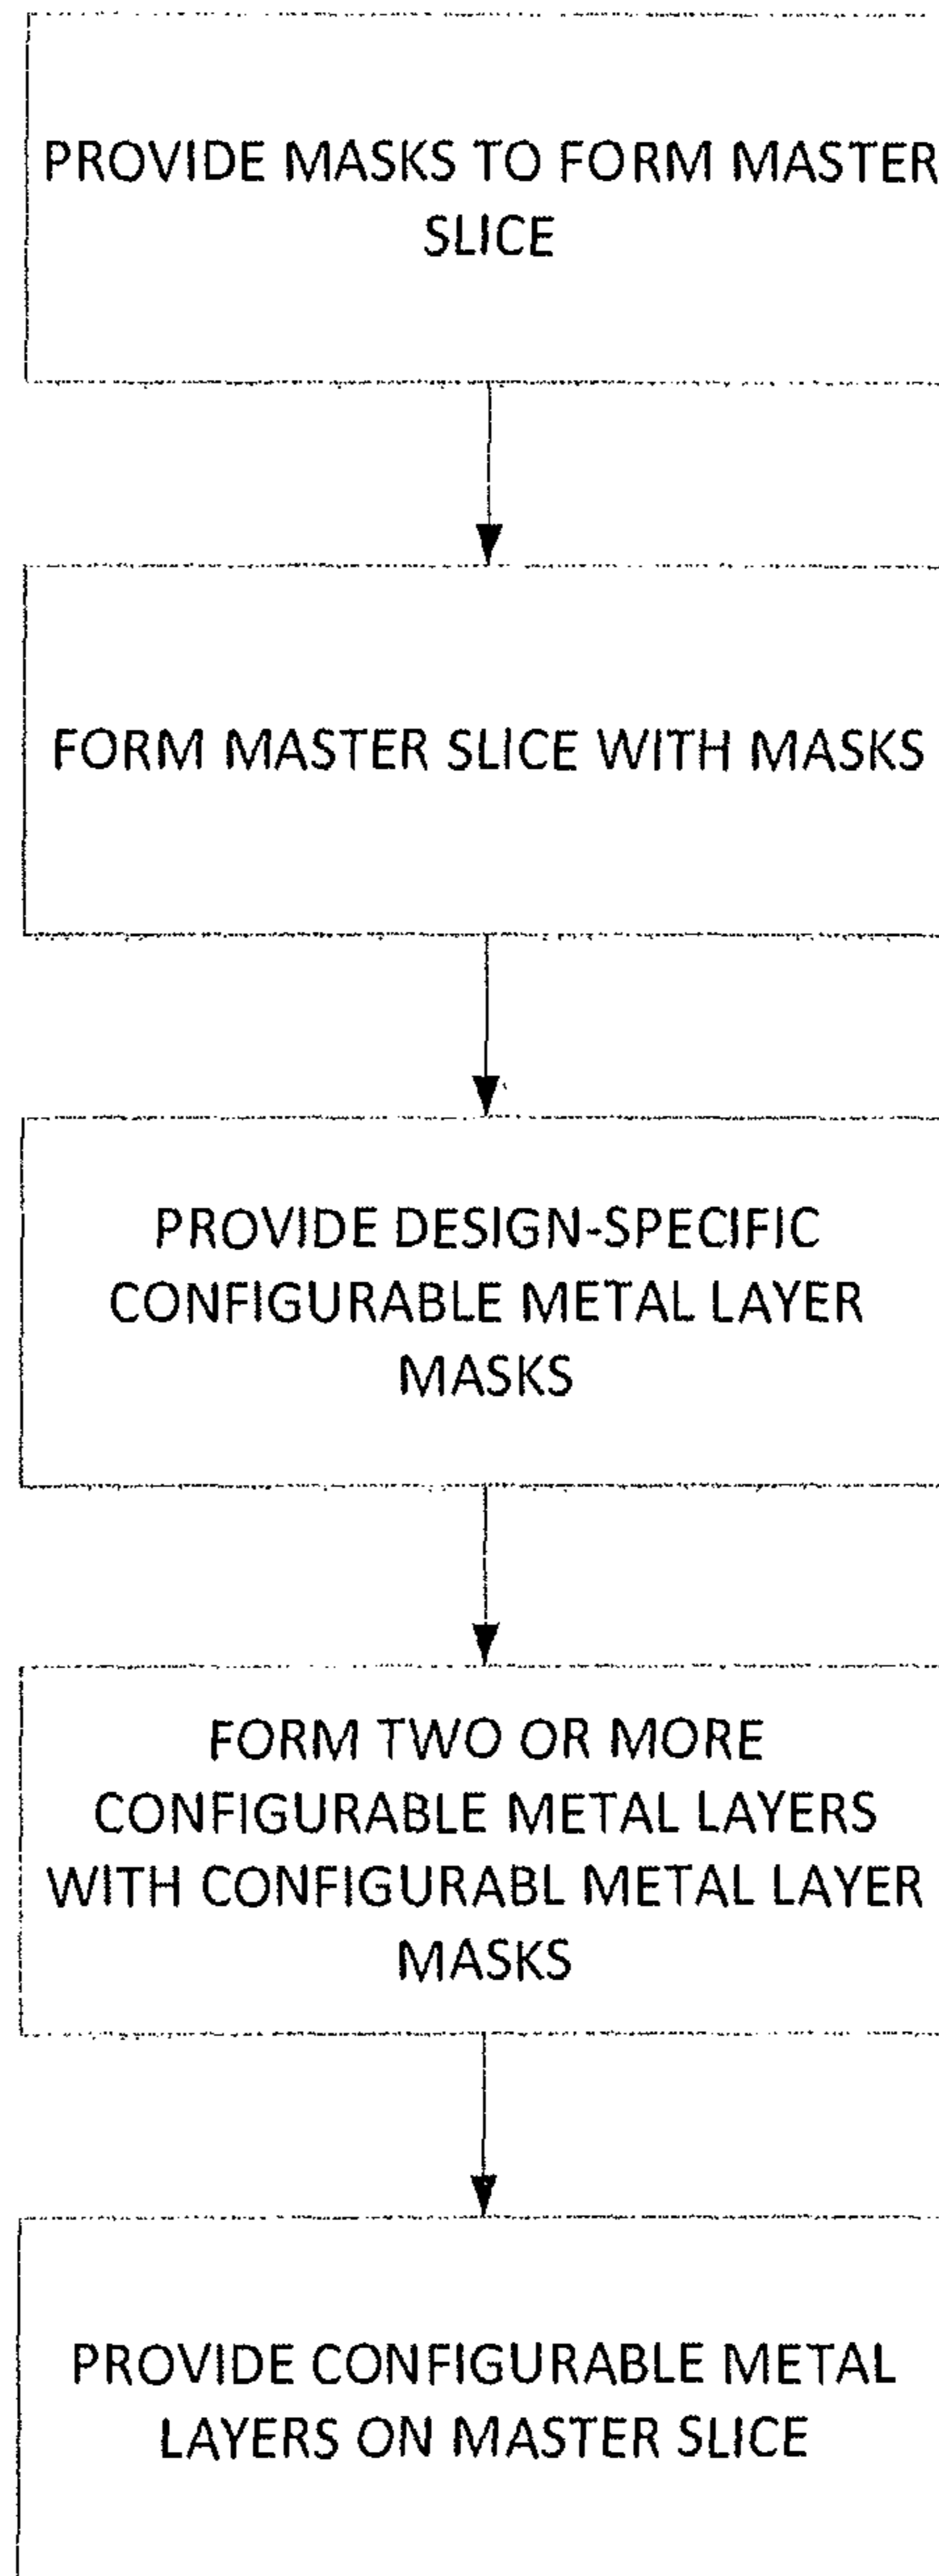 PROVIDE MASKS TO FORM MASTER
SLICE
FORM MASTER SLICE WITH MASKS
PROVIDE DESIGN-SPECIFIC
CONFIGURABLE METAL LAYER
MASKS
FORM TWO OR MORE
CONFIGURABLE METAL LAYERS
WITH CONFIGURABL METAL LAYER
MASKS
PROVIDE CONFIGURABLE METAL
LAYERS ON MASTER SLICE